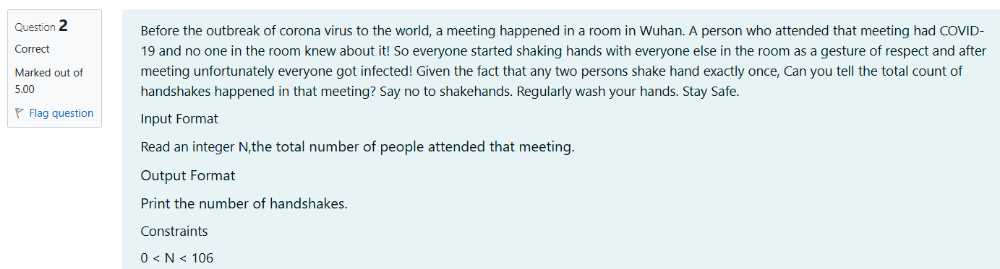 Question 2
Correct
Marked out of
5.00
Flag question
Before the outbreak of corona virus to the world, a meeting happened in a room in Wuhan. A person who attended that meeting had COVID-
19 and no one in the room knew about it! So everyone started shaking hands with everyone else in the room as a gesture of respect and after
meeting unfortunately everyone got infected! Given the fact that any two persons shake hand exactly once, Can you tell the total count of
handshakes happened in that meeting? Say no to shakehands. Regularly wash your hands. Stay Safe.
Input Format
Read an integer N,the total number of people attended that meeting.
Output Format
Print the number of handshakes.
Constraints
0 < N < 106